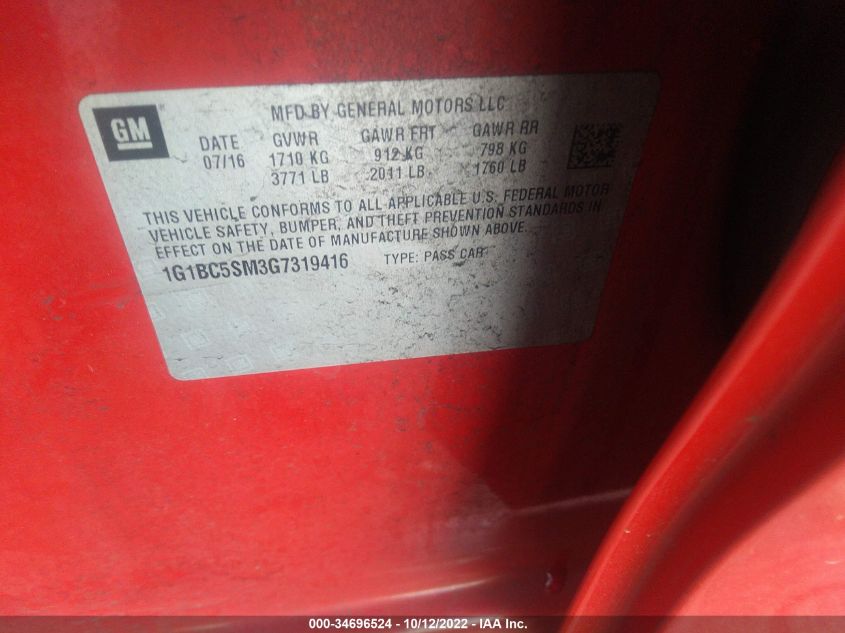 GM
MFD BY GENERAL MOTORS LLC
DATE GVWR GAWR FRT GAWR RR
07/16 1710 KG 912 KG 798 KG
3771 LB 2011 LB 1760 LB
THIS VEHICLE CONFORMS TO ALL APPLICABLE U.S. FEDERAL MOTOR
VEHICLE SAFETY, BUMPER, AND THEFT PREVENTION STANDARDS IN
EFFECT ON THE DATE OF MANUFACTURE SHOWN ABOVE.
1G1BC5SM3G7319416 TYPE: PASS CAR
000-34696524 - 10/12/2022 - IAA Inc.